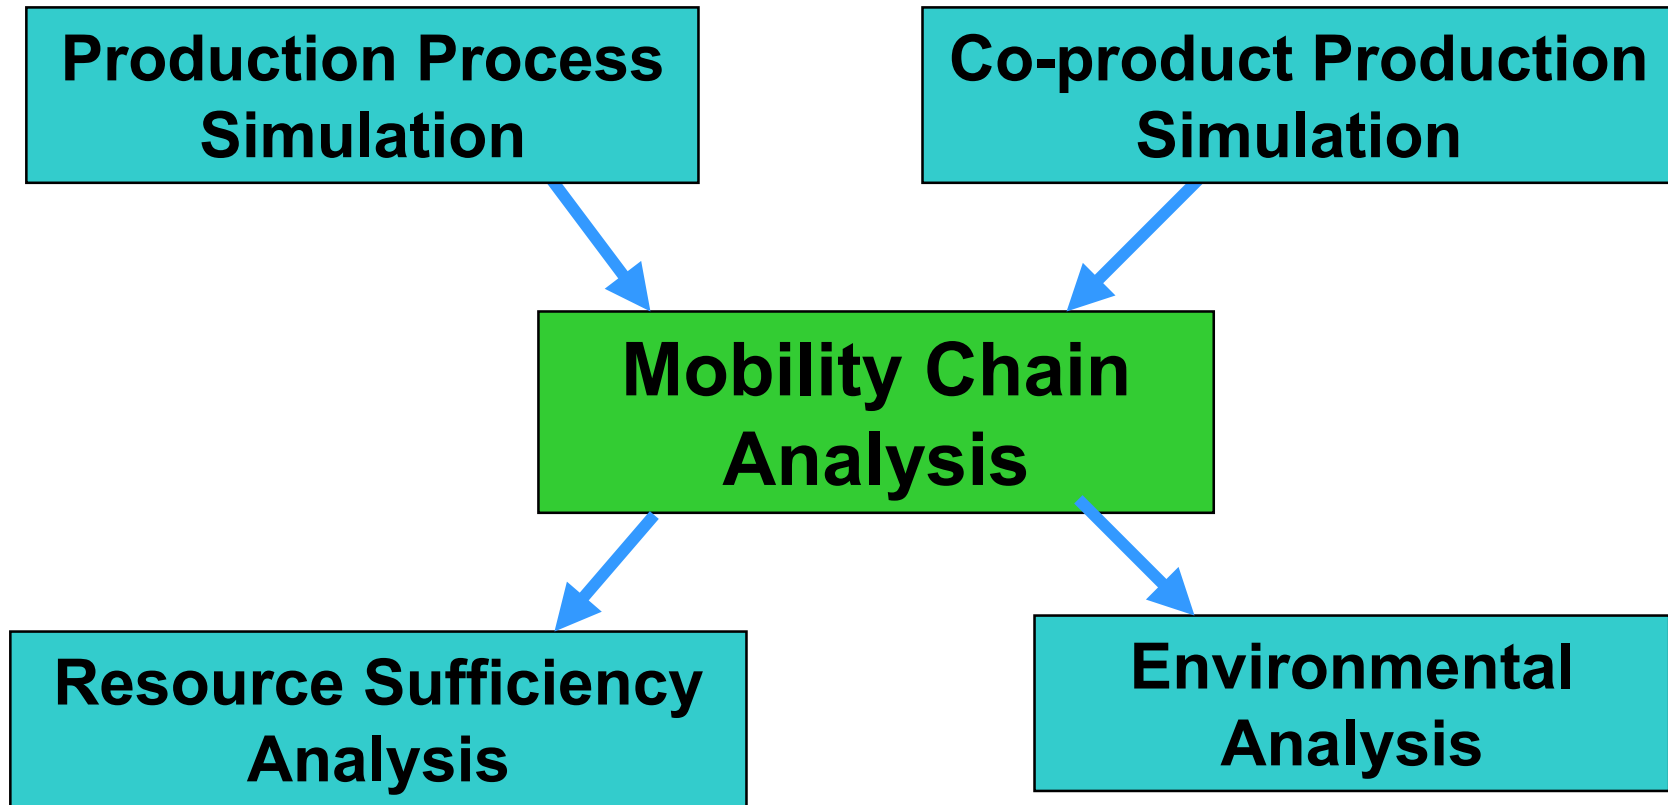 Production Process
Simulation
Co-product Production
Simulation
Mobility Chain
Analysis
Resource Sufficiency
Analysis
Environmental
Analysis